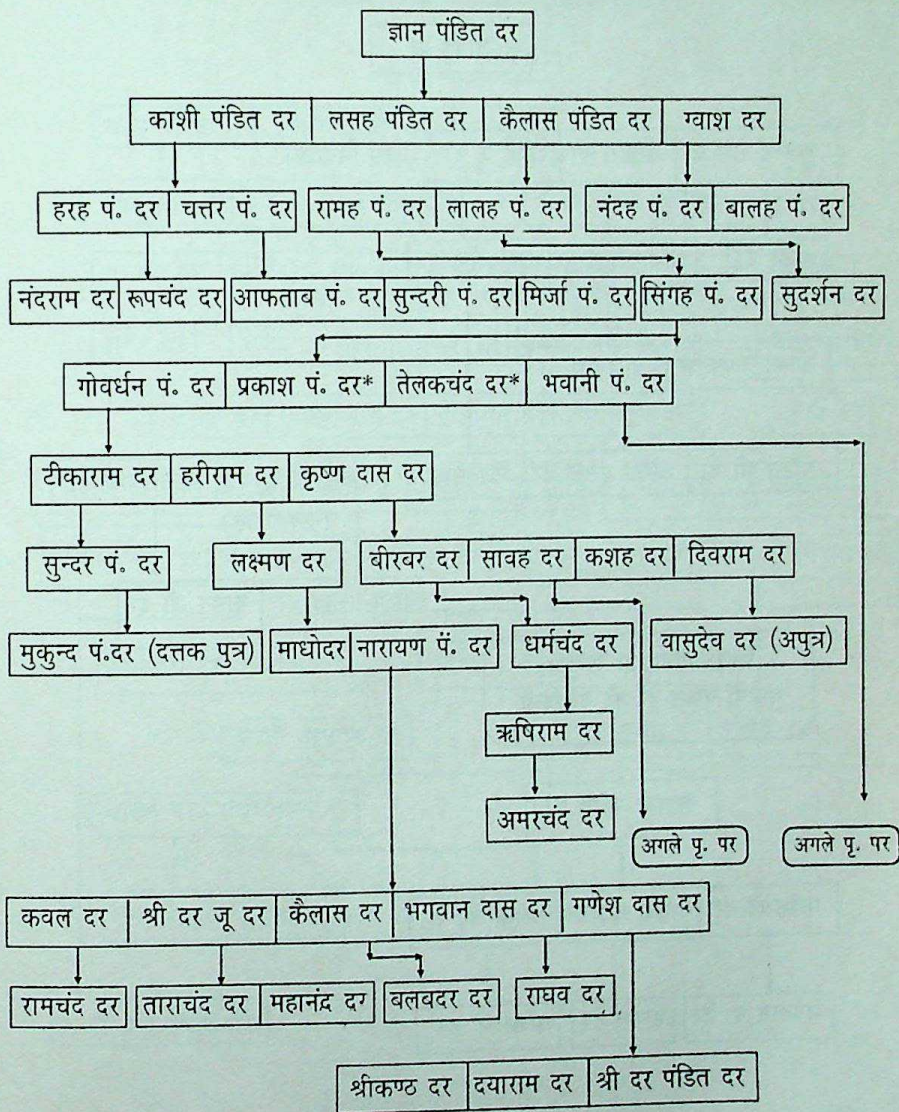 ज्ञान पंडित दर
काशी पंडित दर लसह पंडित दर कैलास पंडित दर ग्वाश दर
हरह पं. दर चत्तर पं. दर रामह पं. दर लालह पं. दर नंदह पं. दर बालह पं. दर
नंदराम दर रूपचंद दर आफताब पं. दर सुन्दरी पं. दर मिर्जा पं. दर सिंगह पं. दर सुदर्शन दर
गोवर्धन पं. दर प्रकाश पं. दर* तेलकचंद दर* भवानी पं. दर
टीकाराम दर हरीराम दर कृष्ण दास दर
सुन्दर पं. दर लक्ष्मण दर बीरबर दर सावह दर कशह दर दिवराम दर
मुकुन्द पं.दर (दत्तक पुत्र) माधोदर नारायण पं. दर धर्मचंद दर वासुदेव दर (अपुत्र)
ऋषिराम दर
अमरचंद दर
अगले पृ. पर अगले पृ. पर
कवल दर श्री दर जू दर कैलास दर भगवान दास दर गणेश दास दर
रामचंद दर ताराचंद दर महानंद दर बलबदर दर राघव दर
श्रीकण्ठ दर दयाराम दर श्री दर पंडित दर